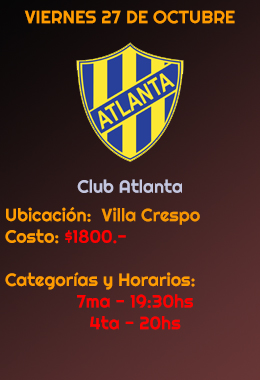 VIERNES 27 DE OCTUBRE
ATLANTA
Club Atlanta
Ubicación: Villa Crespo
Costo: $1800.-
Categorías y Horarios:
7ma - 19:30hs
4ta - 20hs